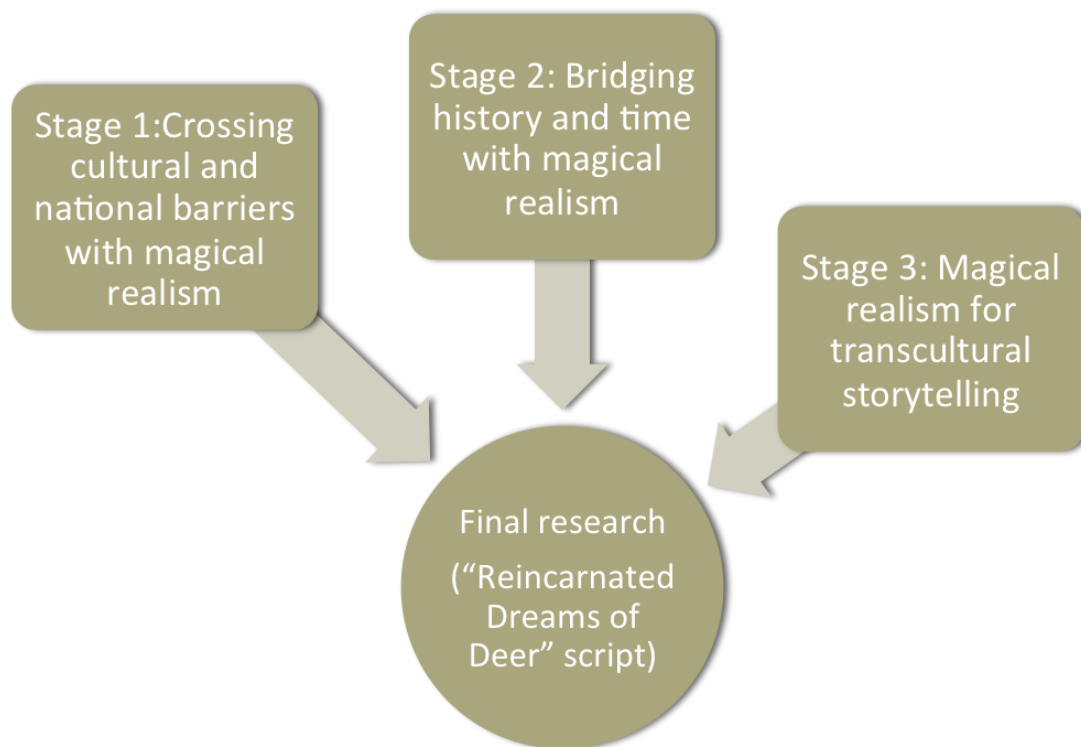 Stage 1:Crossing
cultural and
national barriers
with magical
realism
Stage 2: Bridging
history and time
with magical
realism
Stage 3: Magical
realism for
transcultural
storytelling
Final research
(“Reincarnated
Dreams of
Deer” script)